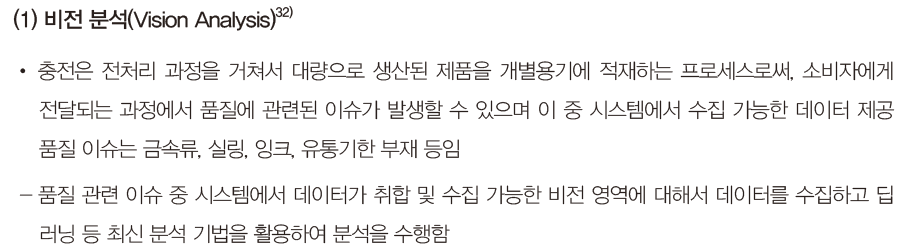 (1) 비전 분석(Vision Analysis)32)
• 충전은 전처리 과정을 거쳐서 대량으로 생산된 제품을 개별용기에 적재하는 프로세스로써, 소비자에게
전달되는 과정에서 품질에 관련된 이슈가 발생할 수 있으며 이 중 시스템에서 수집 가능한 데이터 제공
품질 이슈는 금속류, 실링, 잉크, 유통기한 부재 등임
– 품질 관련 이슈 중 시스템에서 데이터가 취합 및 수집 가능한 비전 영역에 대해서 데이터를 수집하고 딥
러닝 등 최신 분석 기법을 활용하여 분석을 수행함